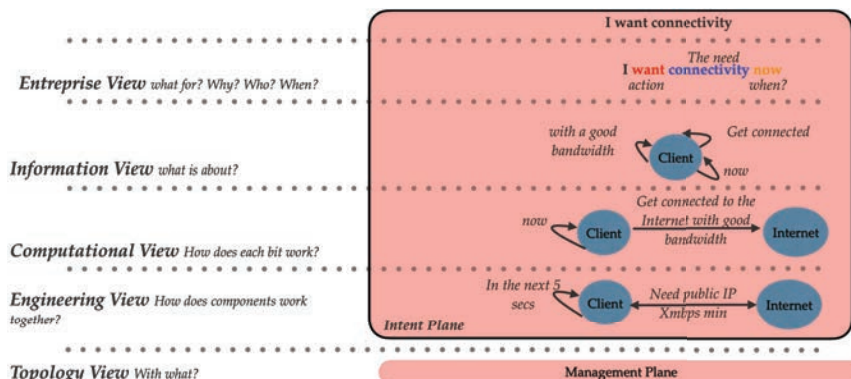 I want connectivity
Entreprise View what for? Why? Who? When?
The need
I want connectivity now
action when?
with a good
bandwidth
Get connected
Client
now
Information View what is about?
Get connected to the
now Client Internet with good Internet
bandwidth
Computational View How does each bit work?
In the next 5
secs
Client
Need public IP
Xmbps min
Internet
Engineering View How does components work
together?
Intent Plane
Topology View With what?
Management Plane